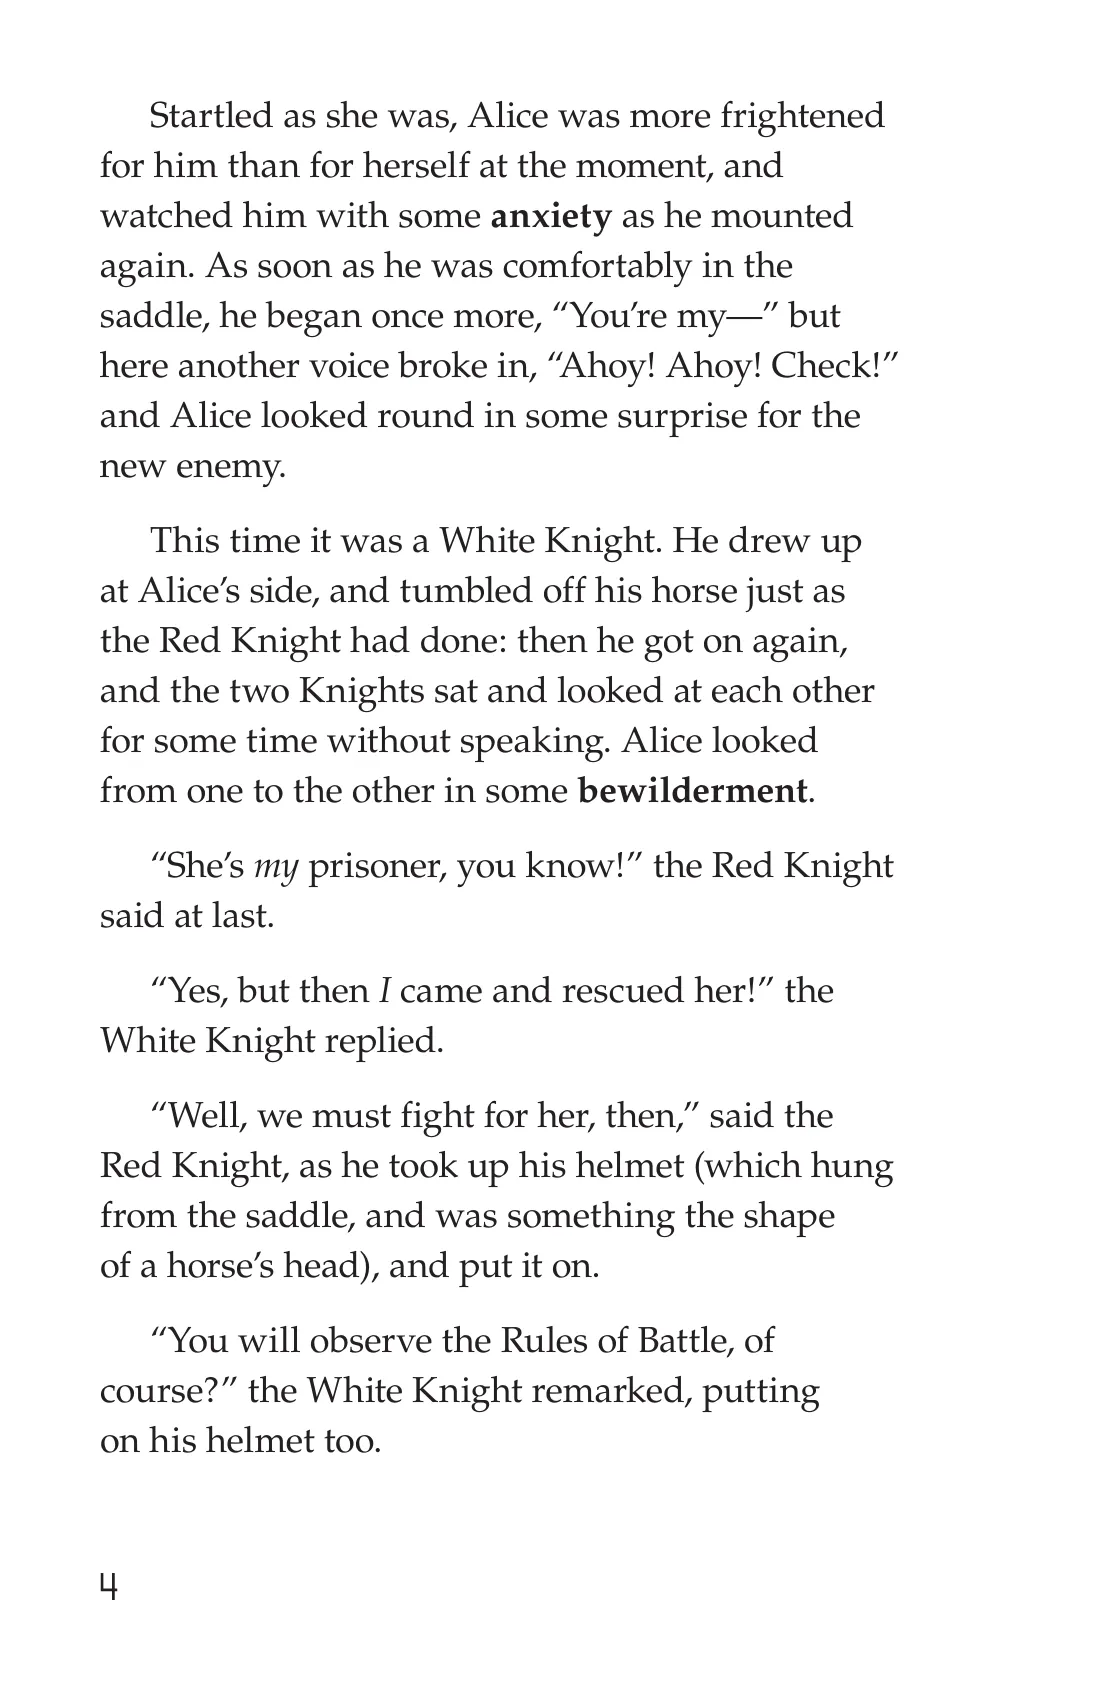 Startled as she was, Alice was more frightened
for him than for herself at the moment, and
watched him with some anxiety as he mounted
again. As soon as he was comfortably in the
saddle, he began once more, “You’re my—” but
here another voice broke in, “Ahoy! Ahoy! Check!”
and Alice looked round in some surprise for the
new enemy.
This time it was a White Knight. He drew up
at Alice’s side, and tumbled off his horse just as
the Red Knight had done: then he got on again,
and the two Knights sat and looked at each other
for some time without speaking. Alice looked
from one to the other in some bewilderment.
“She’s my prisoner, you know!” the Red Knight
said at last.
“Yes, but then I came and rescued her!” the
White Knight replied.
“Well, we must fight for her, then,” said the
Red Knight, as he took up his helmet (which hung
from the saddle, and was something the shape
of a horse’s head), and put it on.
“You will observe the Rules of Battle, of
course?” the White Knight remarked, putting
on his helmet too.
4